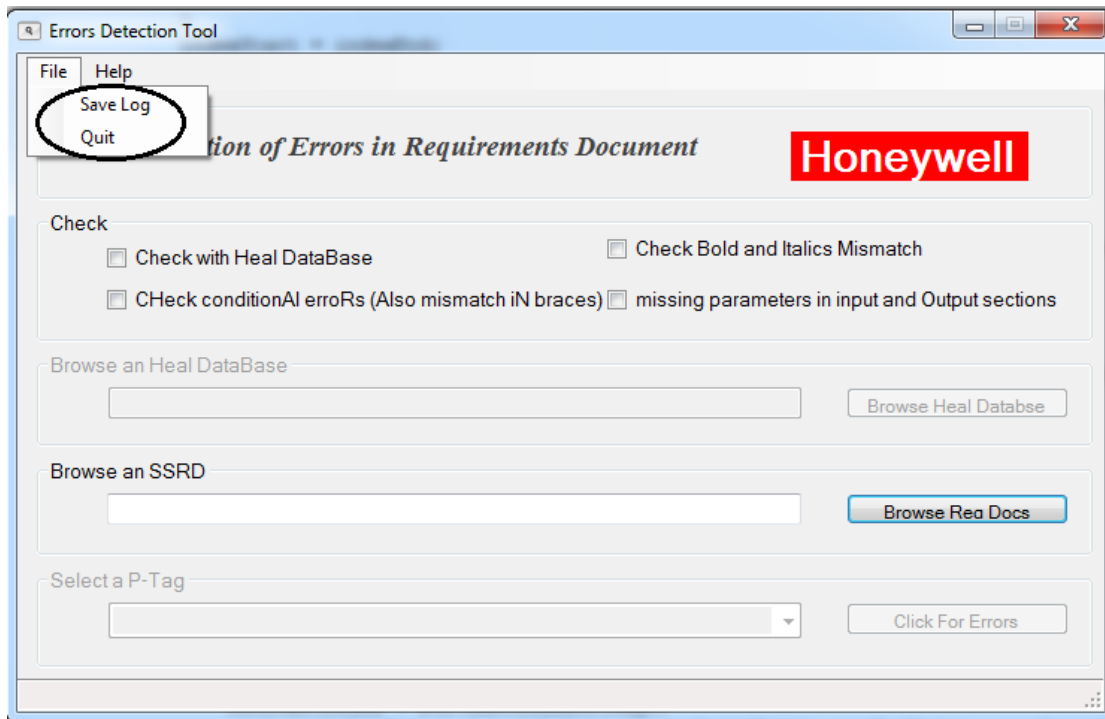 Errors Detection Tool
File Help
Save Log
Quit
tion of Errors in Requirements Document
Honeywell
Check
Check with Heal DataBase
Check Bold and Italics Mismatch
CHeck conditionAl erroRs (Also mismatch iN braces)
missing parameters in input and Output sections
Browse an Heal DataBase
Browse Heal Databse
Browse an SSRD
Browse Req Docs
Select a P-Tag
Click For Errors